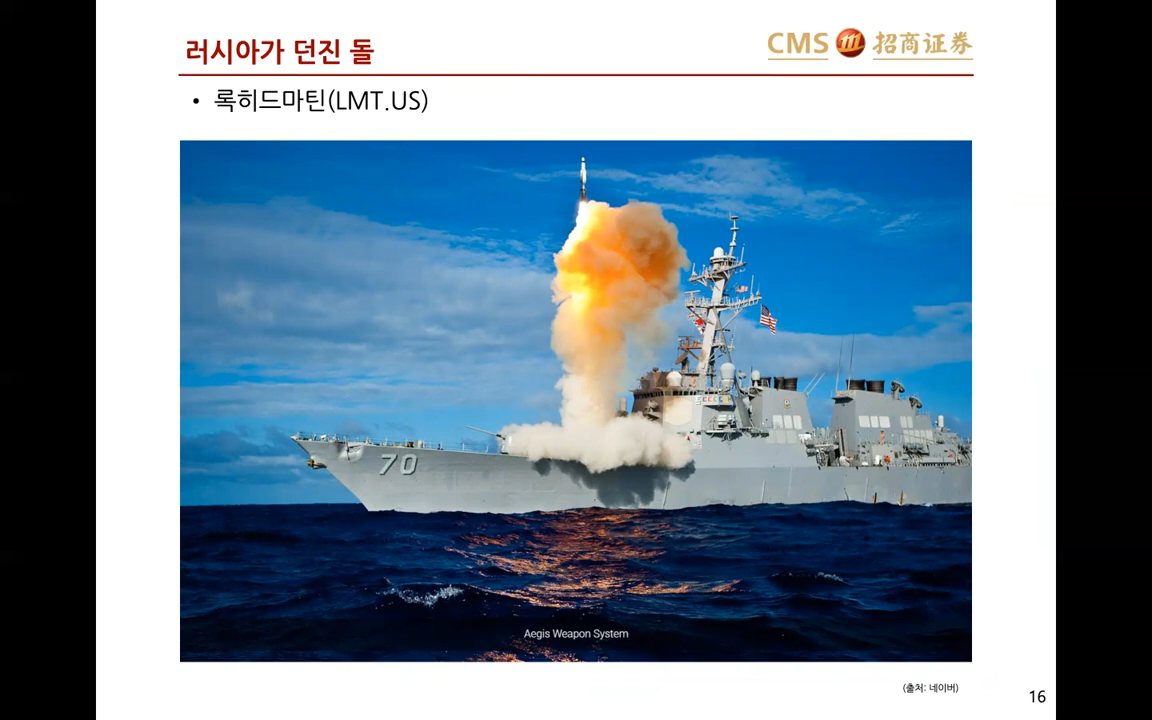 러시아가 던진 돌
CMS 招商证券
• 록히드마틴(LMT.US)
70
Aegis Weapon System
(출처: 네이버)
16